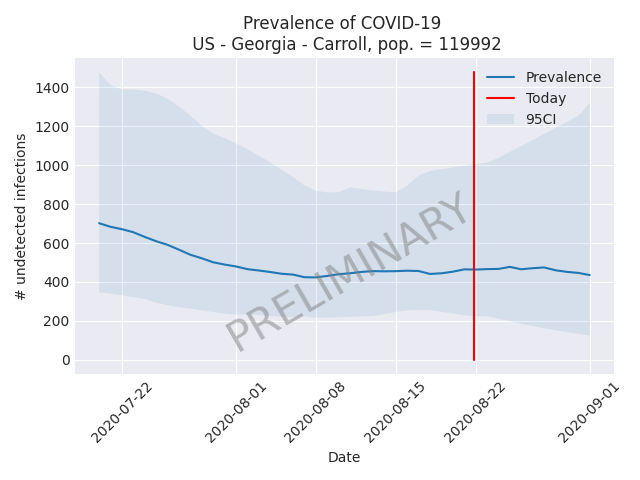 Prevalence of COVID-19
US - Georgia - Carroll, pop. = 119992
Prevalence
Today
95CI
# undetected infections
1400
1200
1000
800
600
400
200
0
PRELIMINARY
2020-07-22
2020-08-01
2020-08-08
2020-08-15
2020-08-22
2020-09-01
Date